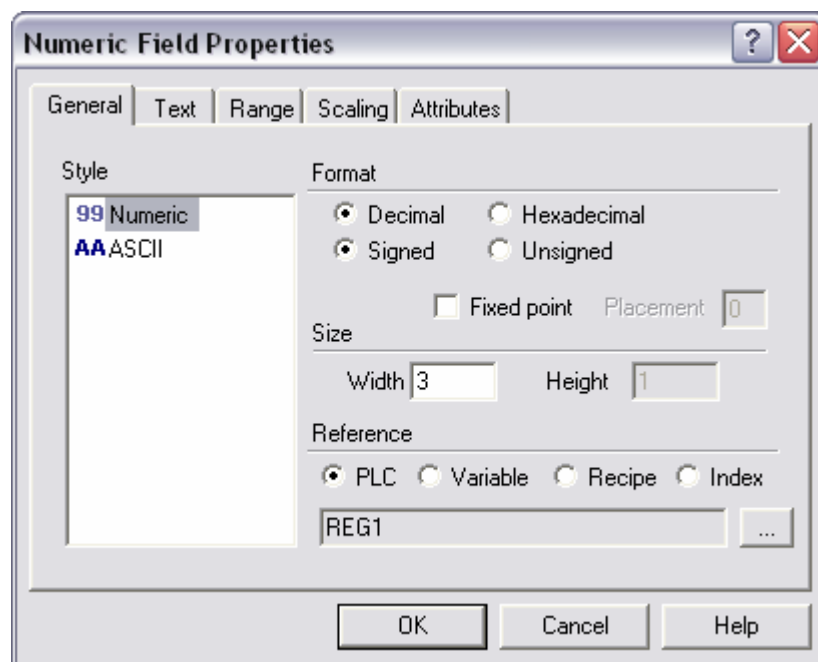 Numeric Field Properties
General Text Range Scaling Attributes
Style
99 Numeric
AA ASCII
Format
Decimal Hexadecimal
Signed Unsigned
Fixed point Placement 0
Size
Width 3 Height 1
Reference
PLC Variable Recipe Index
REG1 ...
OK Cancel Help